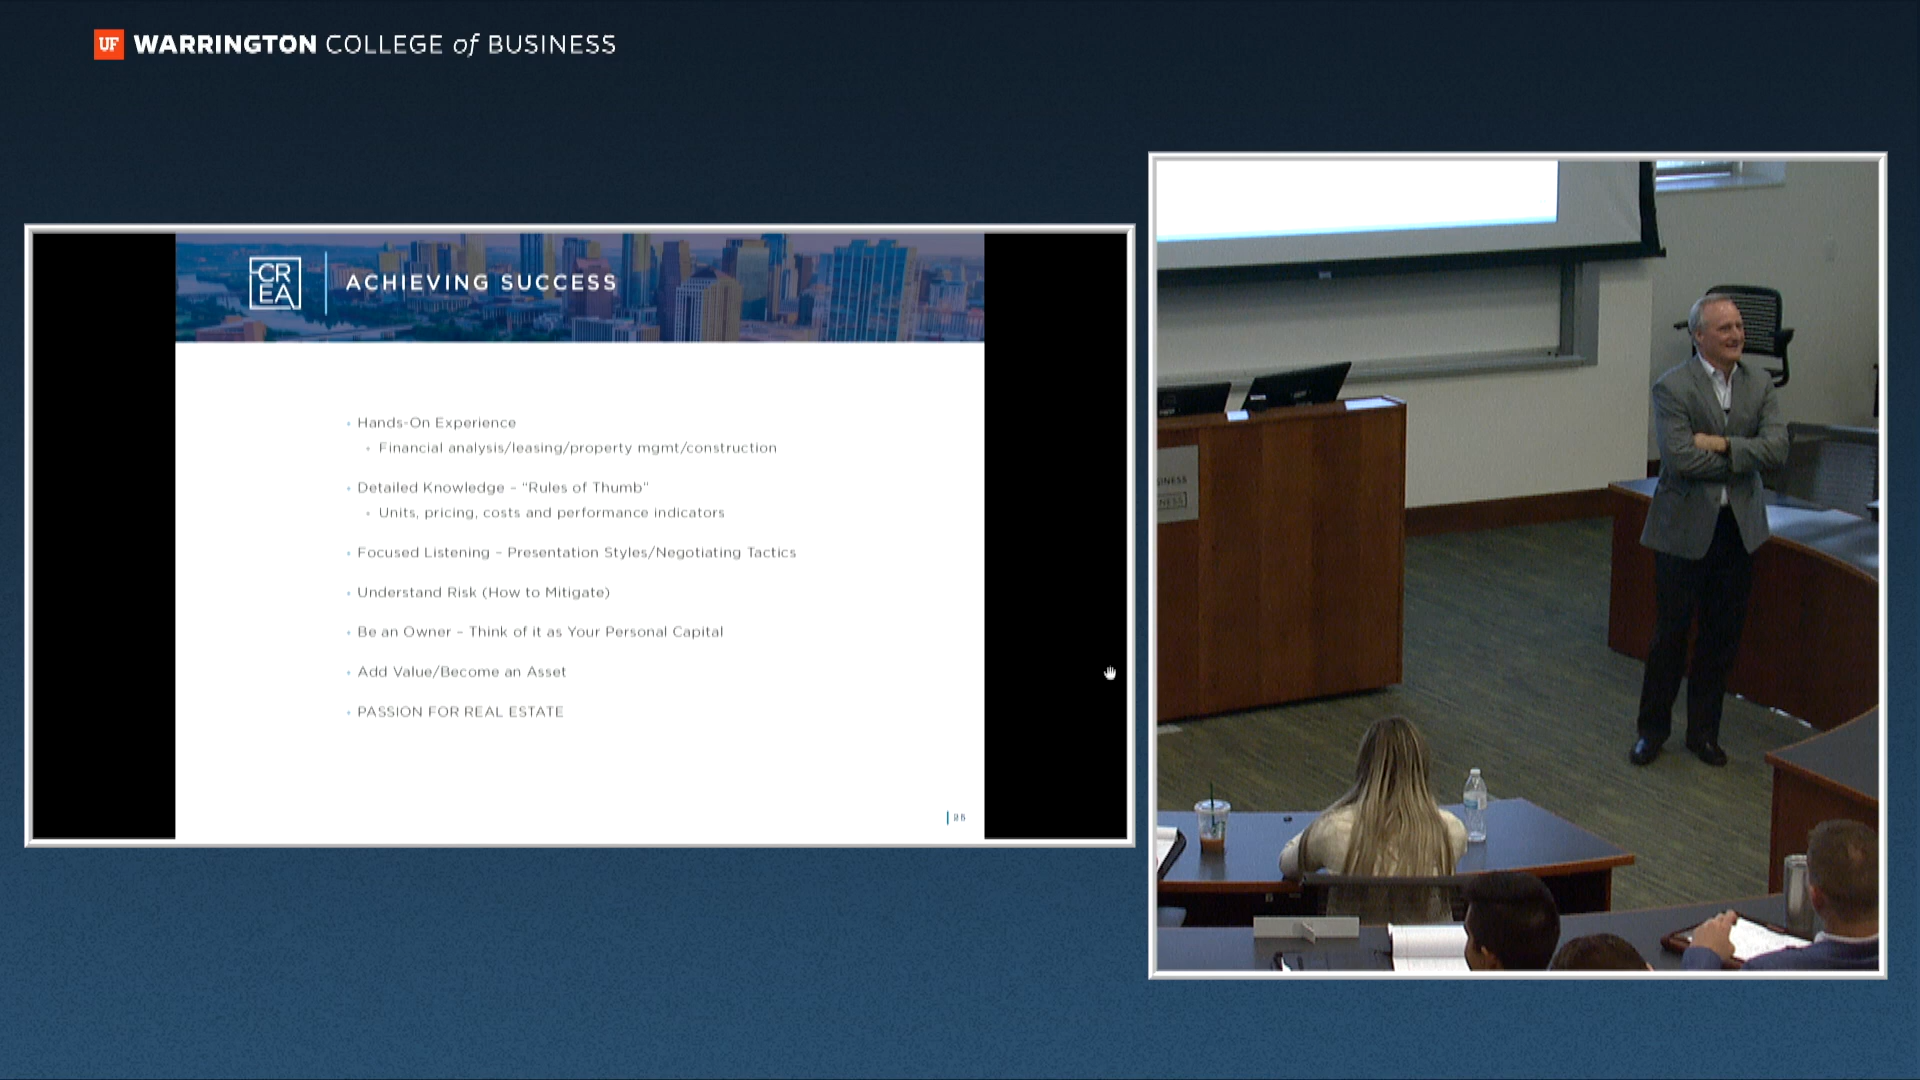 UF WARRINGTON COLLEGE of BUSINESS
CR
EA
ACHIEVING SUCCESS
• Hands-On Experience
• Financial analysis/leasing/property mgmt/construction
• Detailed Knowledge – “Rules of Thumb”
• Units, pricing, costs and performance indicators
• Focused Listening – Presentation Styles/Negotiating Tactics
• Understand Risk (How to Mitigate)
• Be an Owner – Think of it as Your Personal Capital
• Add Value/Become an Asset
• PASSION FOR REAL ESTATE